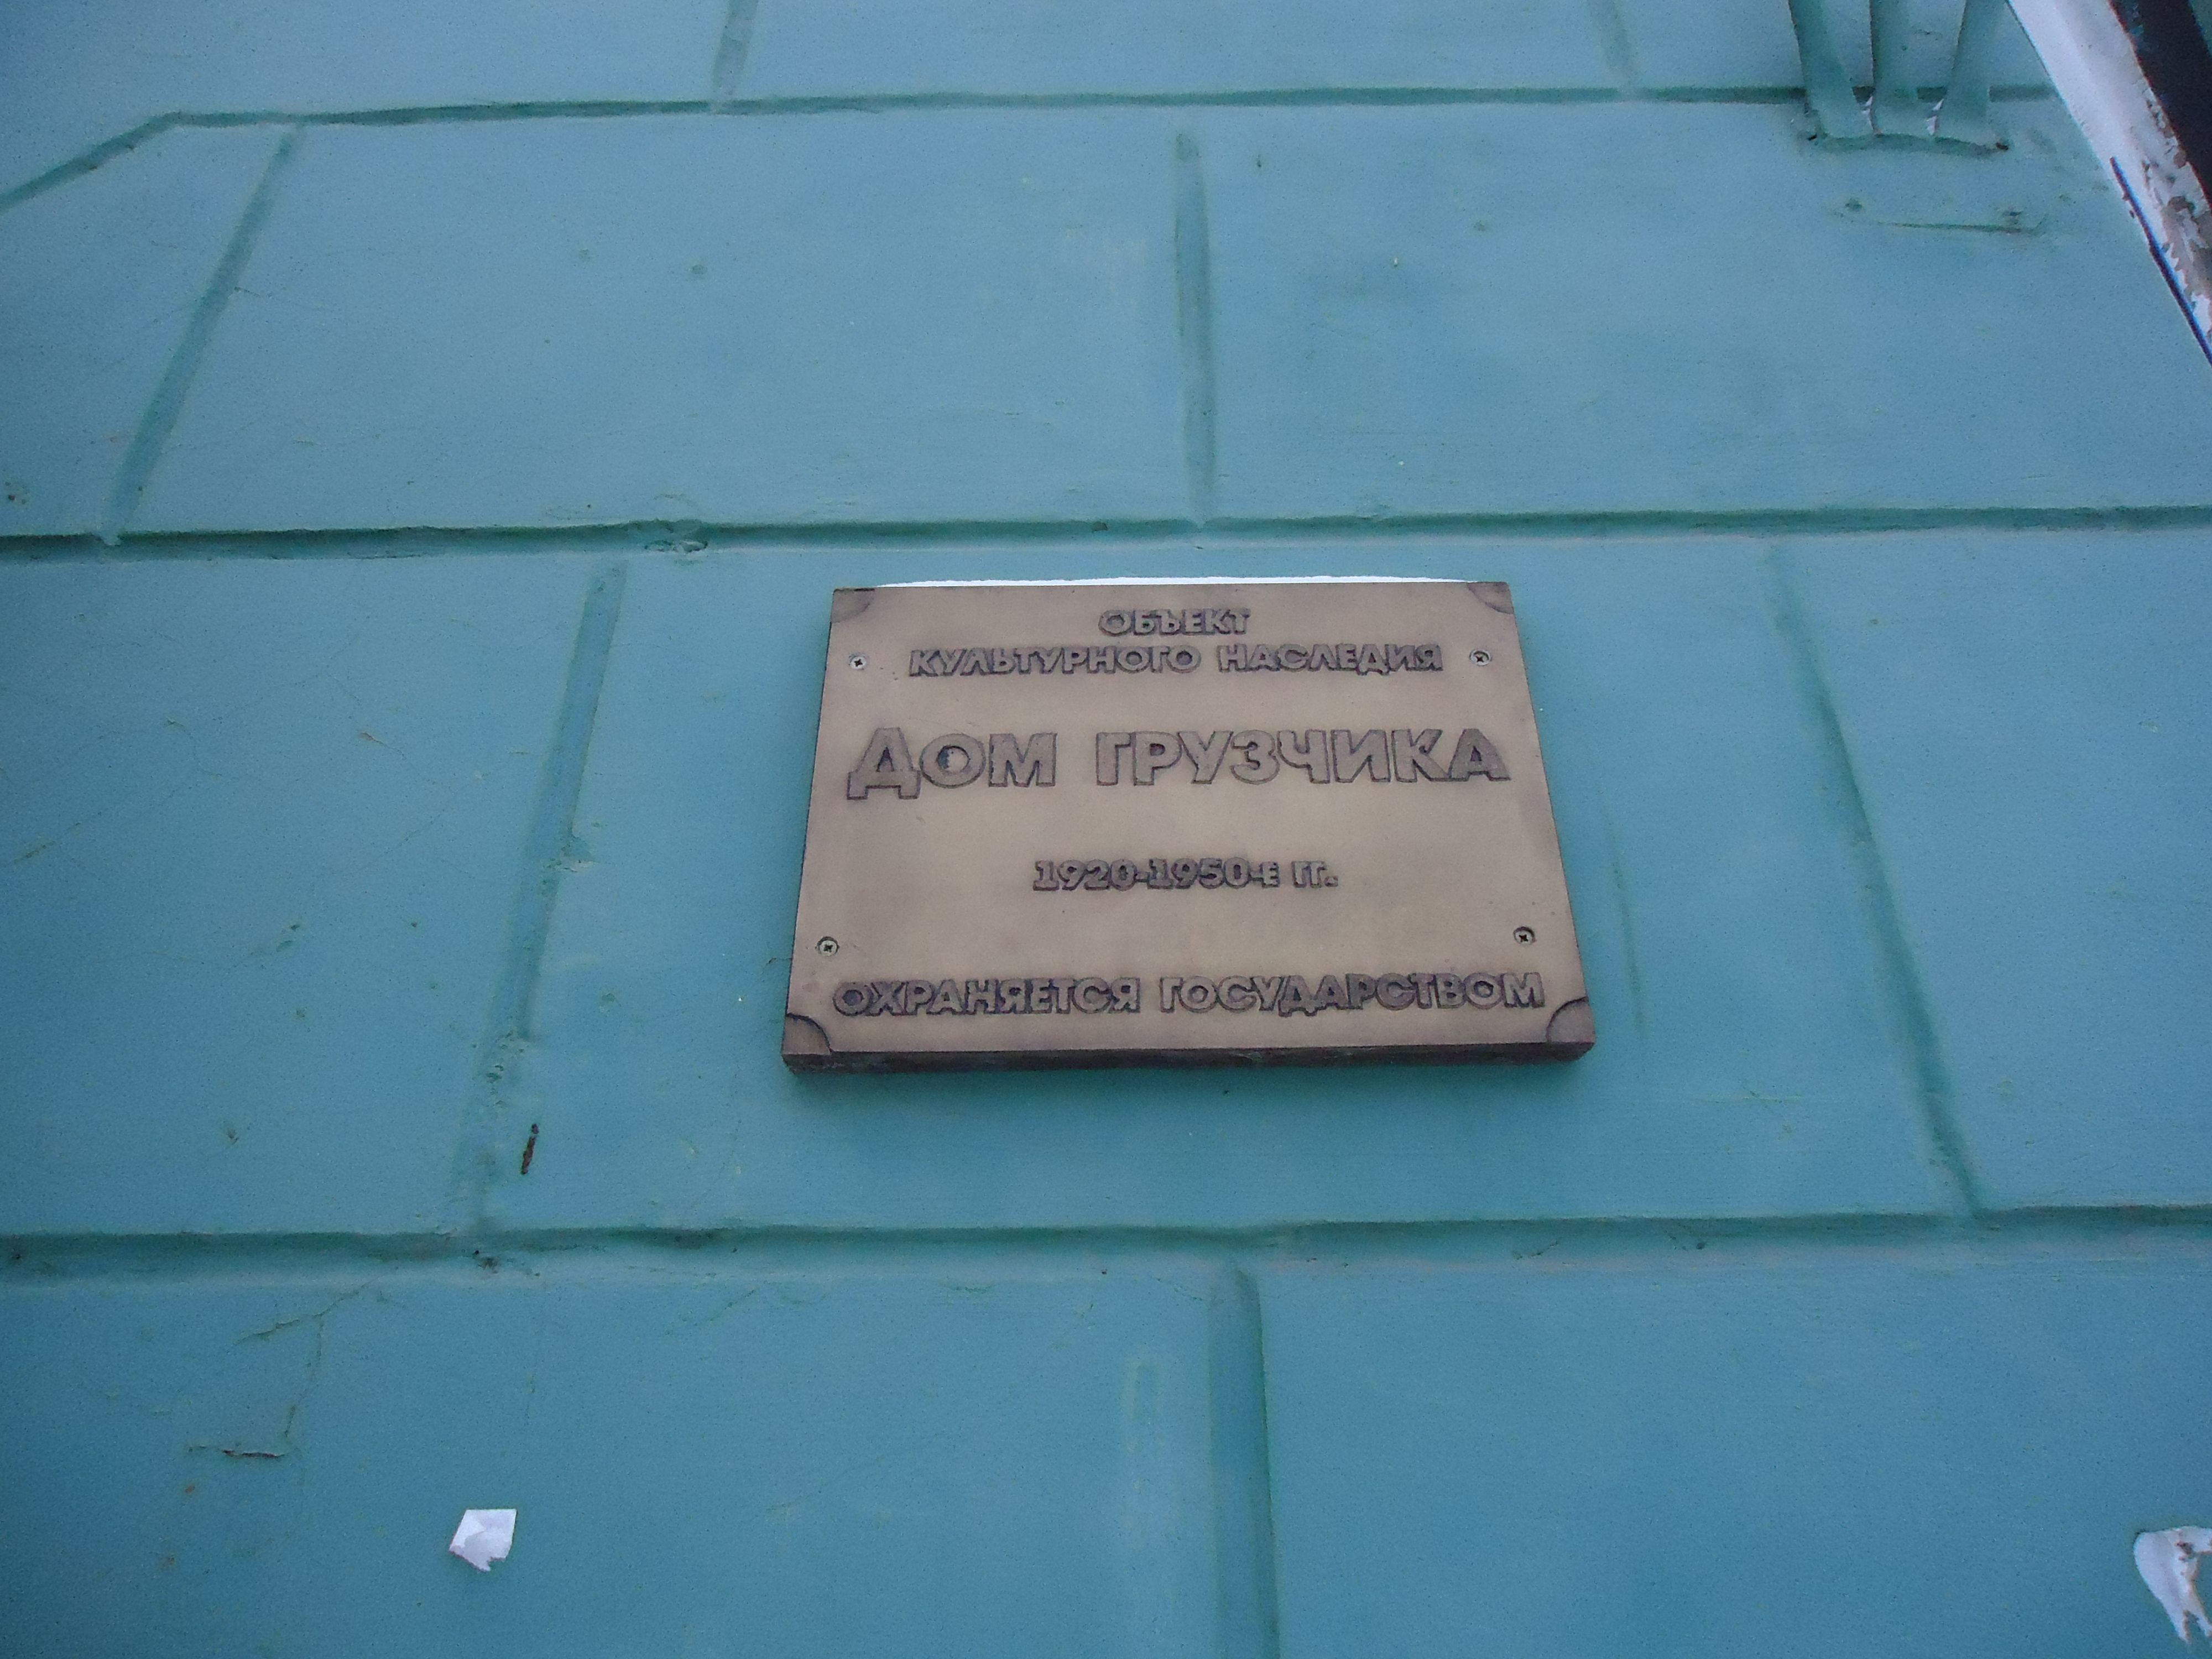 ОБЪЕКТ
КУЛЬТУРНОГО НАСЛЕДИЯ
ДОМ ГРУЗЧИКА
1920-1950-Е ГГ.
ОХРАНЯЕТСЯ ГОСУДАРСТВОМ